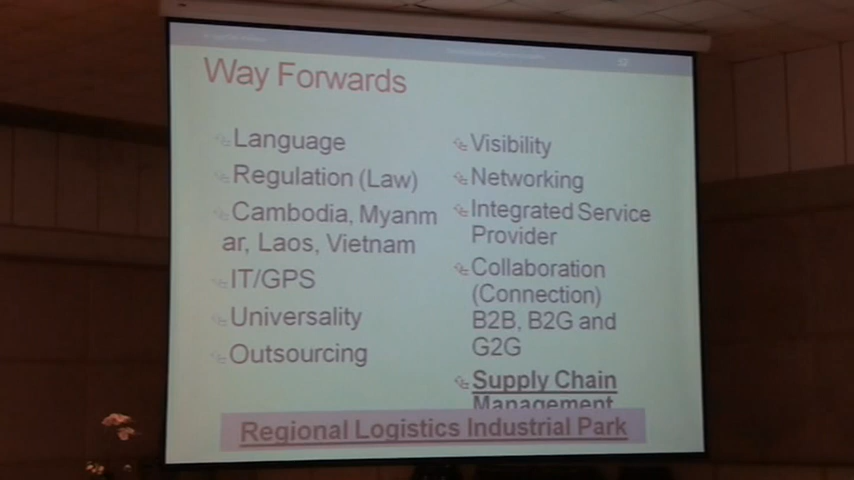 Way Forwards
Language
Regulation (Law)
Cambodia, Myanm
ar, Laos, Vietnam
IT/GPS
Universality
Outsourcing
Visibility
Networking
Integrated Service
Provider
Collaboration
(Connection)
B2B, B2G and
G2G
Supply Chain
Management
Regional Logistics Industrial Park